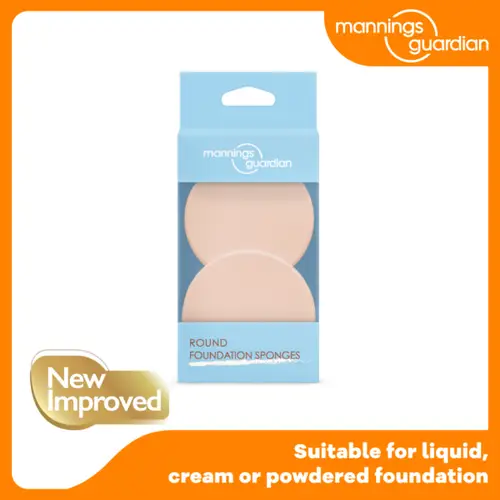 mannings
guardian
mannings
guardian
ROUND
FOUNDATION SPONGES
New
Improved
Suitable for liquid,
cream or powdered foundation